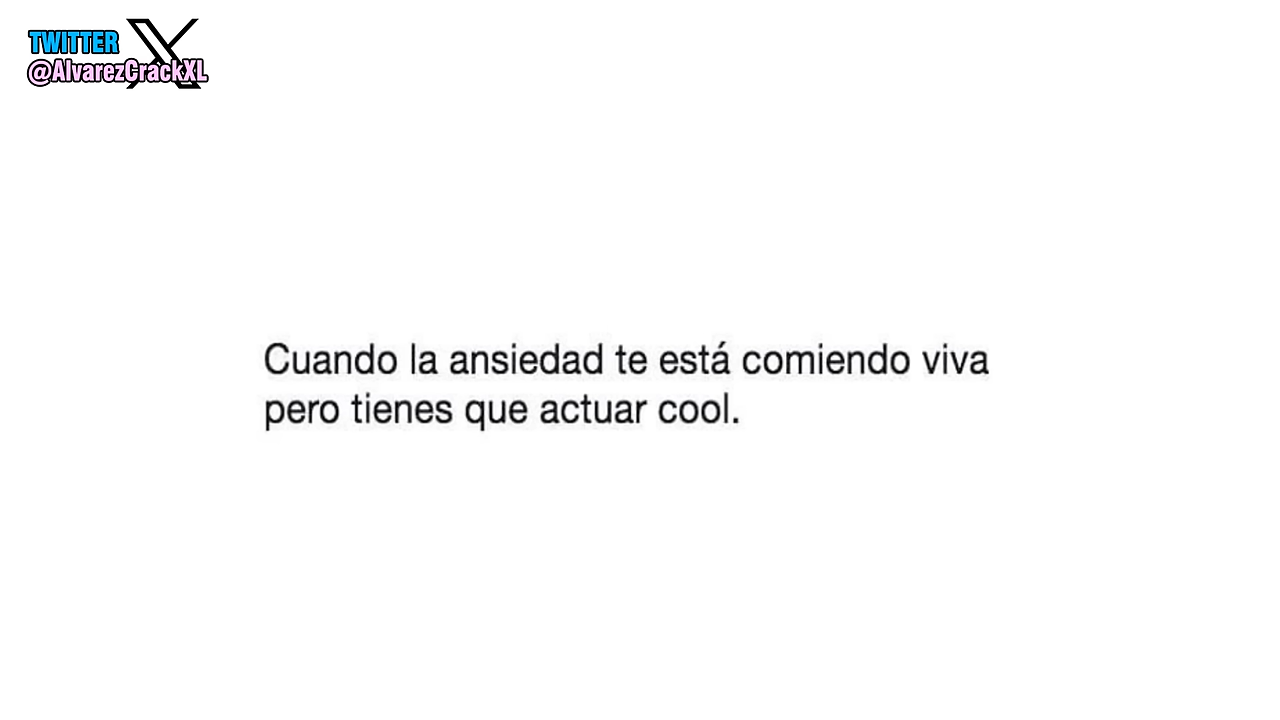 TWITTER
@AlvarezCrackXL
Cuando la ansiedad te está comiendo viva
pero tienes que actuar cool.